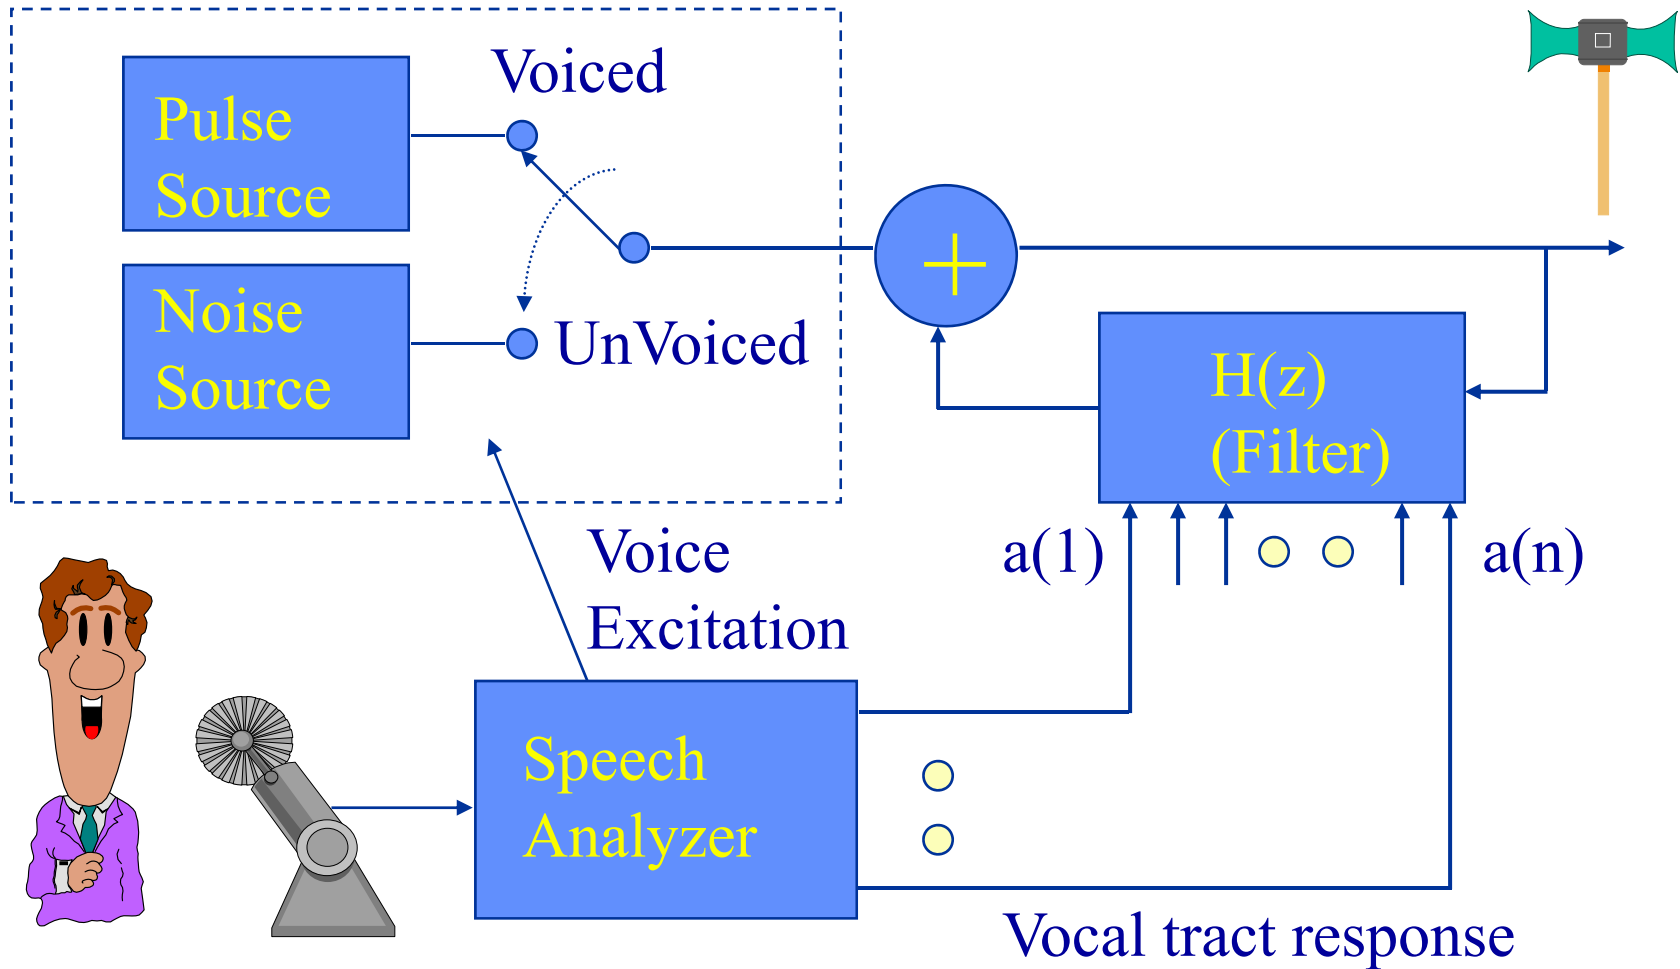 Voiced
Pulse
Source
+
Noise
Source
UnVoiced
H(z)
(Filter)
Voice
Excitation
a(1)
a(n)
Speech
Analyzer
Vocal tract response